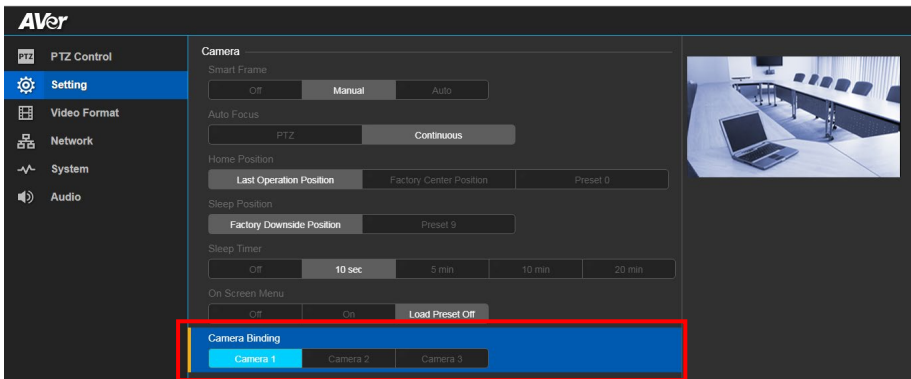 AVer
PTZ PTZ Control
Setting
Video Format
Network
System
Audio
Camera
Smart Frame
Off Manual Auto
Auto Focus
PTZ Continuous
Home Position
Last Operation Position Factory Center Position Preset 0
Sleep Position
Factory Downside Position Preset 9
Sleep Timer
Off 10 sec 5 min 10 min 20 min
On Screen Menu
Off On Load Preset Off
Camera Binding
Camera 1 Camera 2 Camera 3